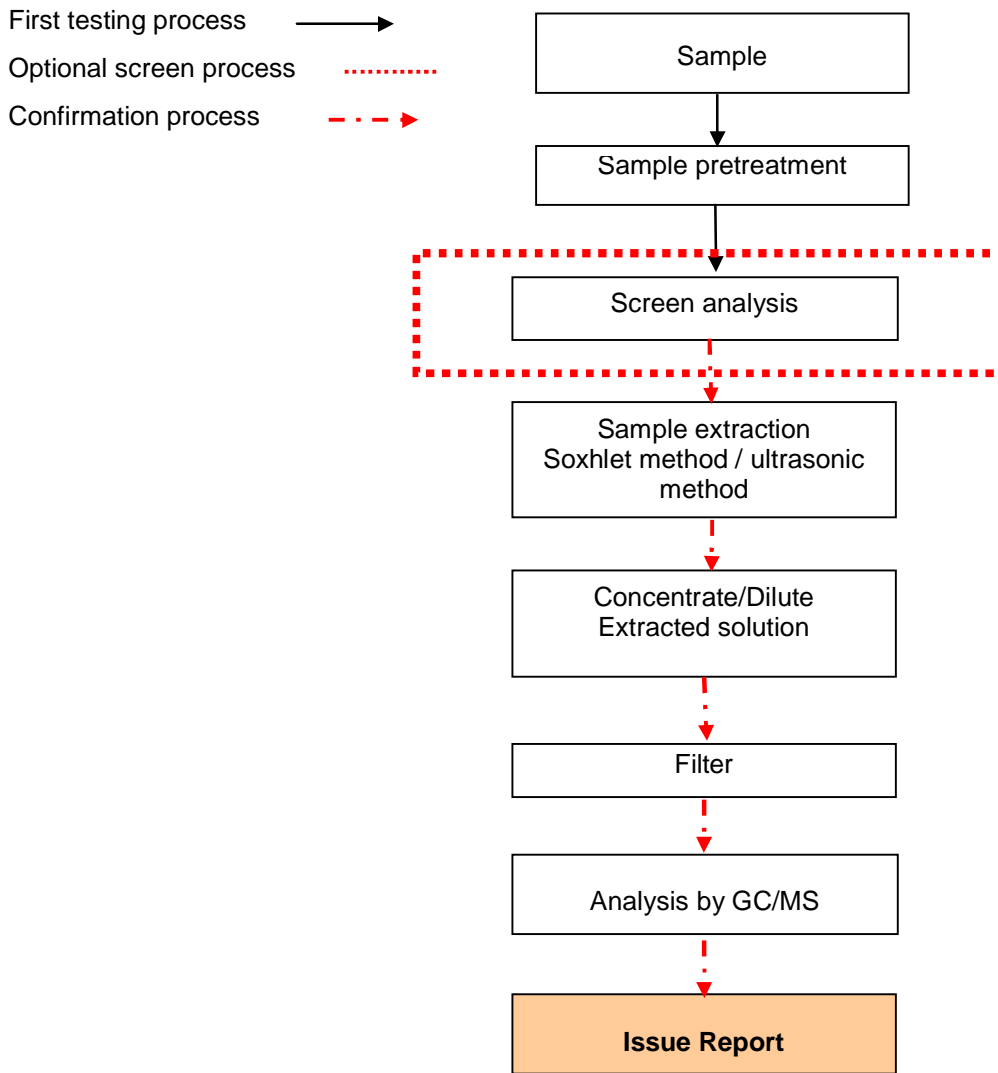 First testing process
Optional screen process
Confirmation process
Sample
Sample pretreatment
Screen analysis
Sample extraction
Soxhlet method / ultrasonic
method
Concentrate/Dilute
Extracted solution
Filter
Analysis by GC/MS
Issue Report